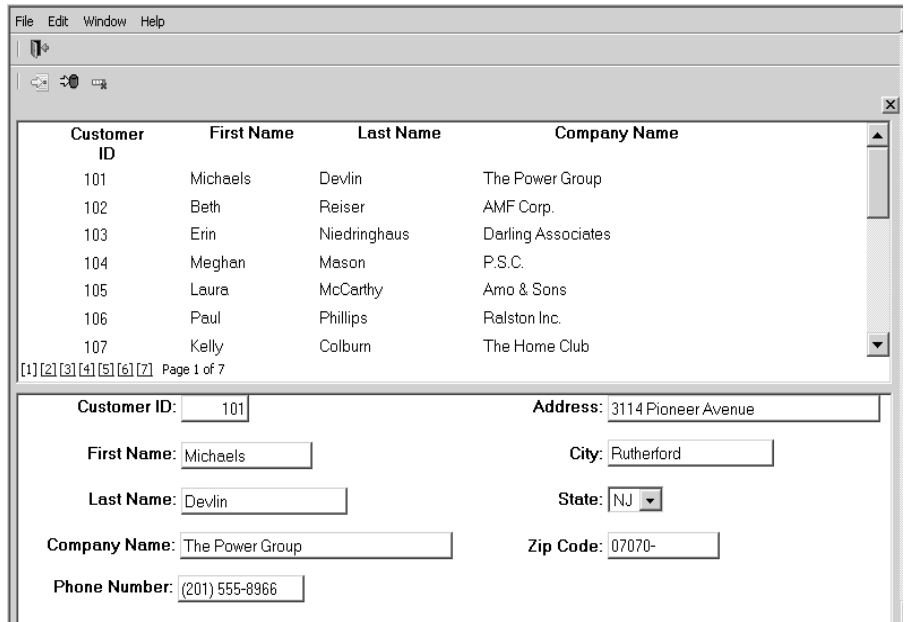 File Edit Window Help
Customer ID First Name Last Name Company Name
101 Michaels Devlin The Power Group
102 Beth Reiser AMF Corp.
103 Erin Niedringhaus Darling Associates
104 Meghan Mason P.S.C.
105 Laura McCarthy Amo & Sons
106 Paul Phillips Ralston Inc.
107 Kelly Colburn The Home Club
[1] [2] [3] [4] [5] [6] [7] Page 1 of 7
Customer ID: 101 Address: 3114 Pioneer Avenue
First Name: Michaels City: Rutherford
Last Name: Devlin State: NJ
Company Name: The Power Group Zip Code: 07070-
Phone Number: (201) 555-8966